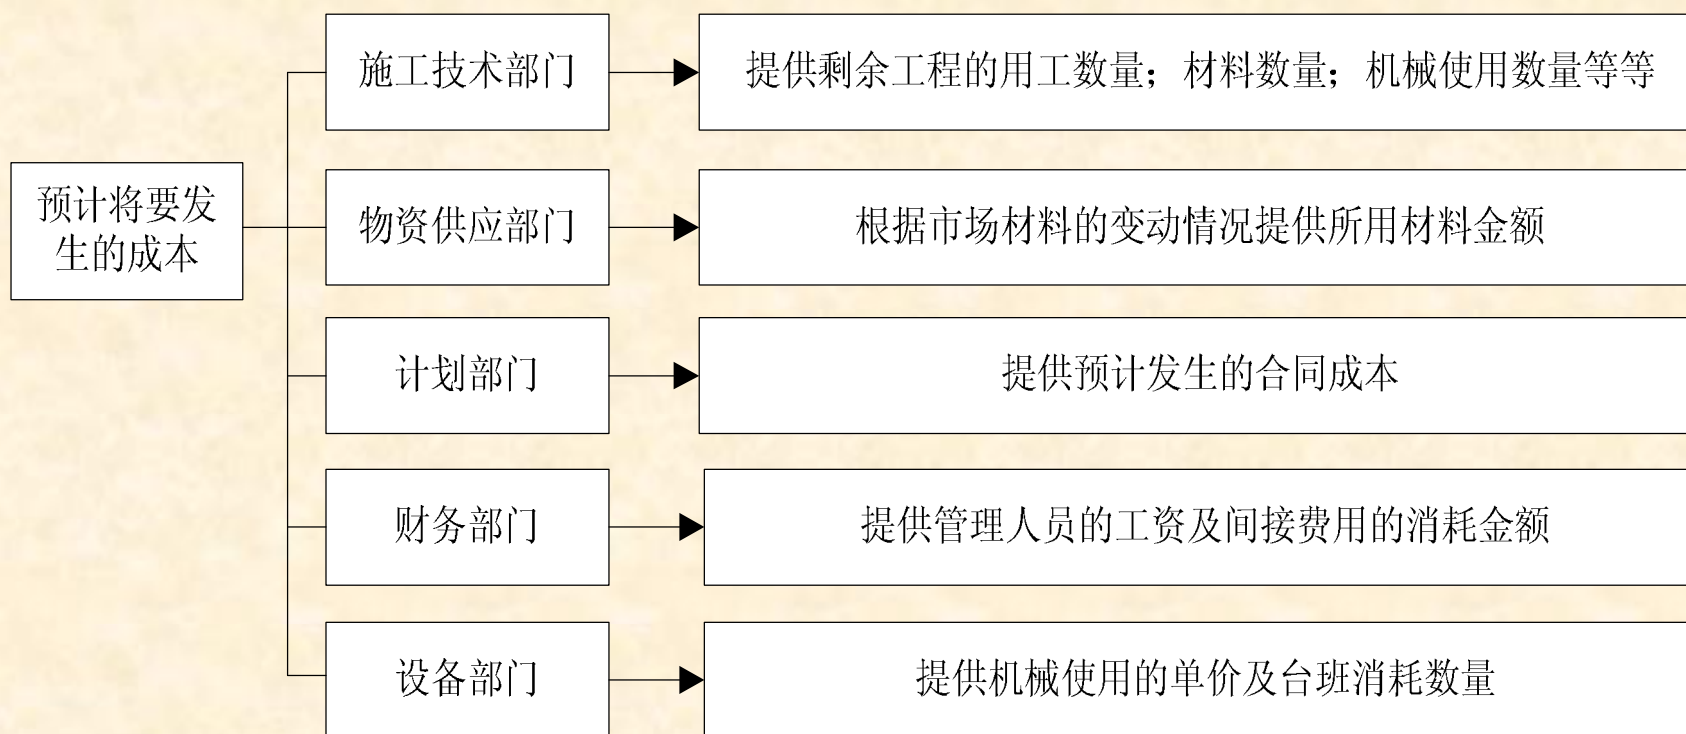 施工技术部门
提供剩余工程的用工数量；材料数量；机械使用数量等等
预计将要发
生的成本
物资供应部门
根据市场材料的变动情况提供所用材料金额
计划部门
提供预计发生的合同成本
财务部门
提供管理人员的工资及间接费用的消耗金额
设备部门
提供机械使用的单价及台班消耗数量